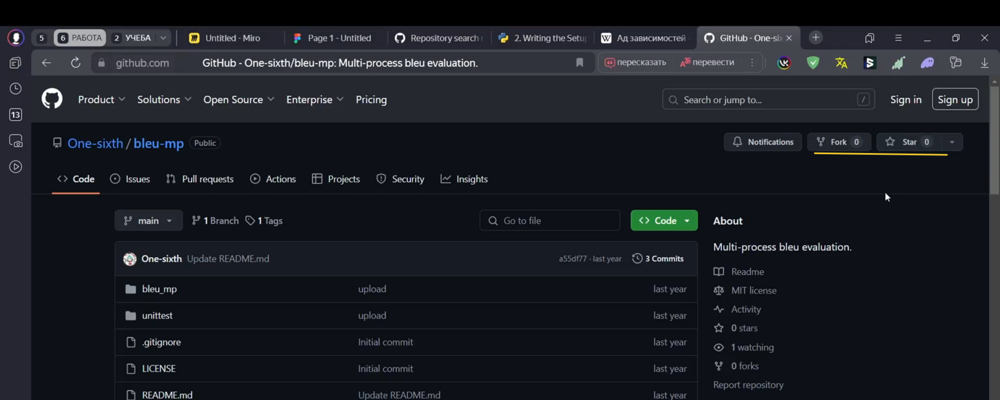 5 6 РАБОТА 2 УЧЕБА Untitled - Miro Page 1 - Untitled Repository search r 2. Writing the Setup Ад зависимостей GitHub - One-six
github.com GitHub - One-sixth/bleu-mp: Multi-process bleu evaluation. пересказать перевести
Product Solutions Open Source Enterprise Pricing Search or jump to... / Sign in Sign up
13
One-sixth / bleu-mp Public Notifications Fork 0 Star 0
Code Issues Pull requests Actions Projects Security Insights
main 1 Branch 1 Tags Go to file Code About
Multi-process bleu evaluation.
One-sixth Update README.md a55df77 · last year 3 Commits
Readme
bleu_mp upload last year
MIT license
Activity
unittest upload last year
0 stars
.gitignore Initial commit last year
1 watching
LICENSE Initial commit last year
0 forks
Report repository
README.md Update README.md last year